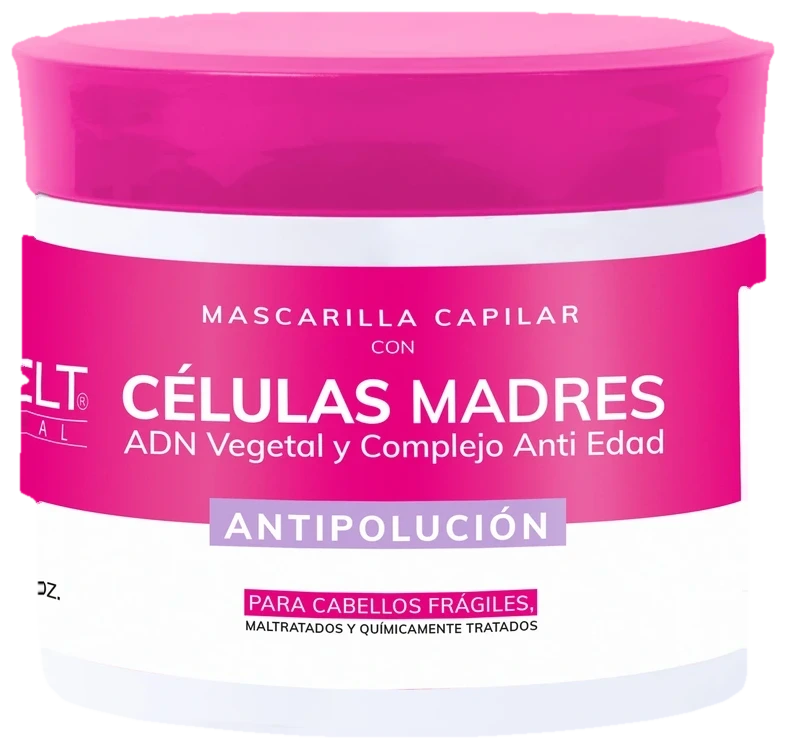 MASCARILLA CAPILAR
CON
CÉLULAS MADRES
ADN Vegetal y Complejo Anti Edad
ANTIPOLUCIÓN
PARA CABELLOS FRÁGILES,
MALTRATADOS Y QUÍMICAMENTE TRATADOS